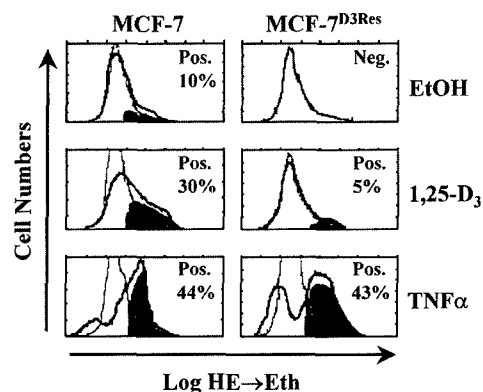 MCF-7 MCF-7D3Res
Pos.
10%
Neg.
EtOH
Pos.
30%
Pos.
5%
1,25-D3
Pos.
44%
Pos.
43%
TNFα
Cell Numbers
Log HE→Eth